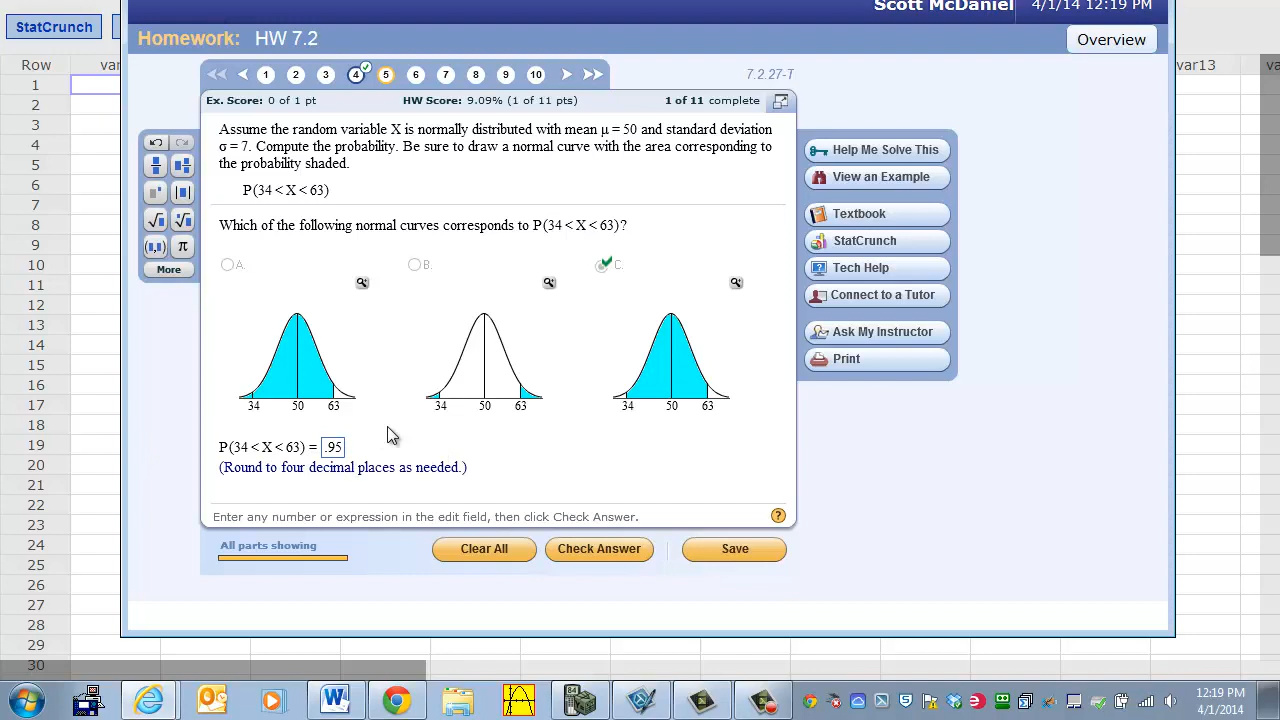 StatCrunch
Scott McDaniel
4/1/14 12:19 PM
Homework: HW 7.2
Overview
Row
var13
1
2
3
4
5
6
7
8
9
10
11
12
13
14
15
16
17
18
19
20
21
22
23
24
25
26
27
28
29
30
1 2 3 4 5 6 7 8 9 10
7.2.27-T
Ex. Score: 0 of 1 pt
HW Score: 9.09% (1 of 11 pts)
1 of 11 complete
Assume the random variable X is normally distributed with mean μ = 50 and standard deviation
σ = 7. Compute the probability. Be sure to draw a normal curve with the area corresponding to
the probability shaded.
P(34 < X < 63)
Which of the following normal curves corresponds to P(34 < X < 63)?
A.
B.
C.
34 50 63
34 50 63
34 50 63
P(34 < X < 63) = .95
(Round to four decimal places as needed.)
Enter any number or expression in the edit field, then click Check Answer.
?
All parts showing
Clear All
Check Answer
Save
π
More
Help Me Solve This
View an Example
Textbook
StatCrunch
Tech Help
Connect to a Tutor
Ask My Instructor
Print
12:19 PM
4/1/2014